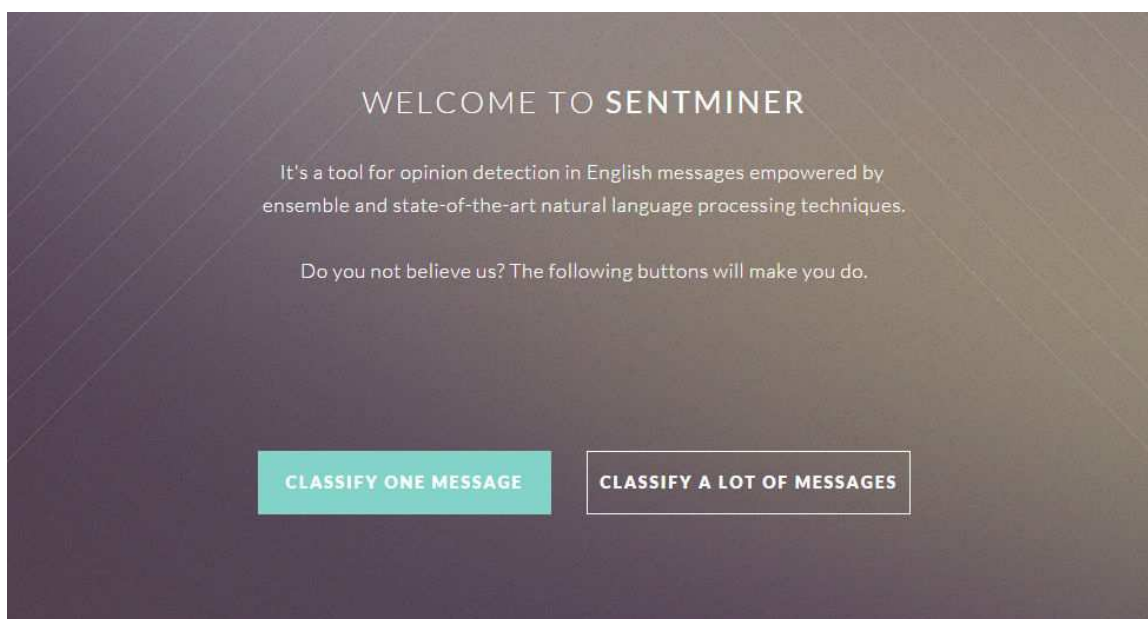 WELCOME TO SENTMINER
It's a tool for opinion detection in English messages empowered by
ensemble and state-of-the-art natural language processing techniques.
Do you not believe us? The following buttons will make you do.
CLASSIFY ONE MESSAGE
CLASSIFY A LOT OF MESSAGES